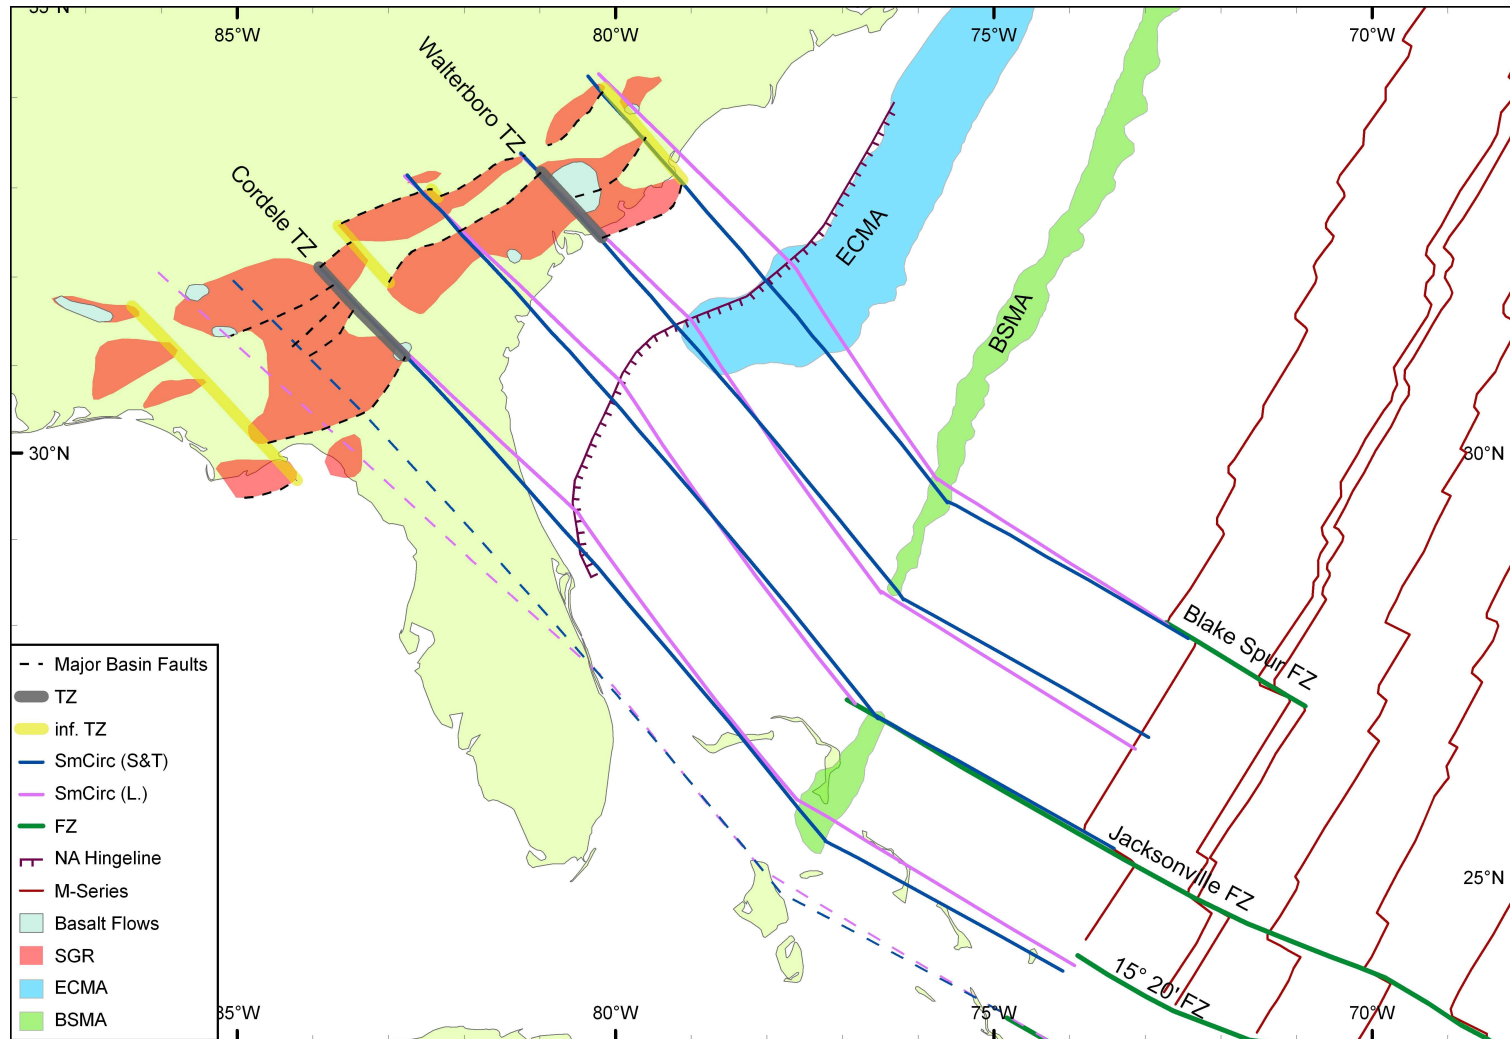 35°N
85°W
80°W
75°W
70°W
Walterboro TZ
Cordele TZ
ECMA
BSMA
30°N
30°N
Blake Spur FZ
Jacksonville FZ
25°N
15° 20' FZ
Major Basin Faults
TZ
inf. TZ
SmCirc (S&T)
SmCirc (L.)
FZ
NA Hingeline
M-Series
Basalt Flows
SGR
ECMA
BSMA
85°W
80°W
75°W
70°W